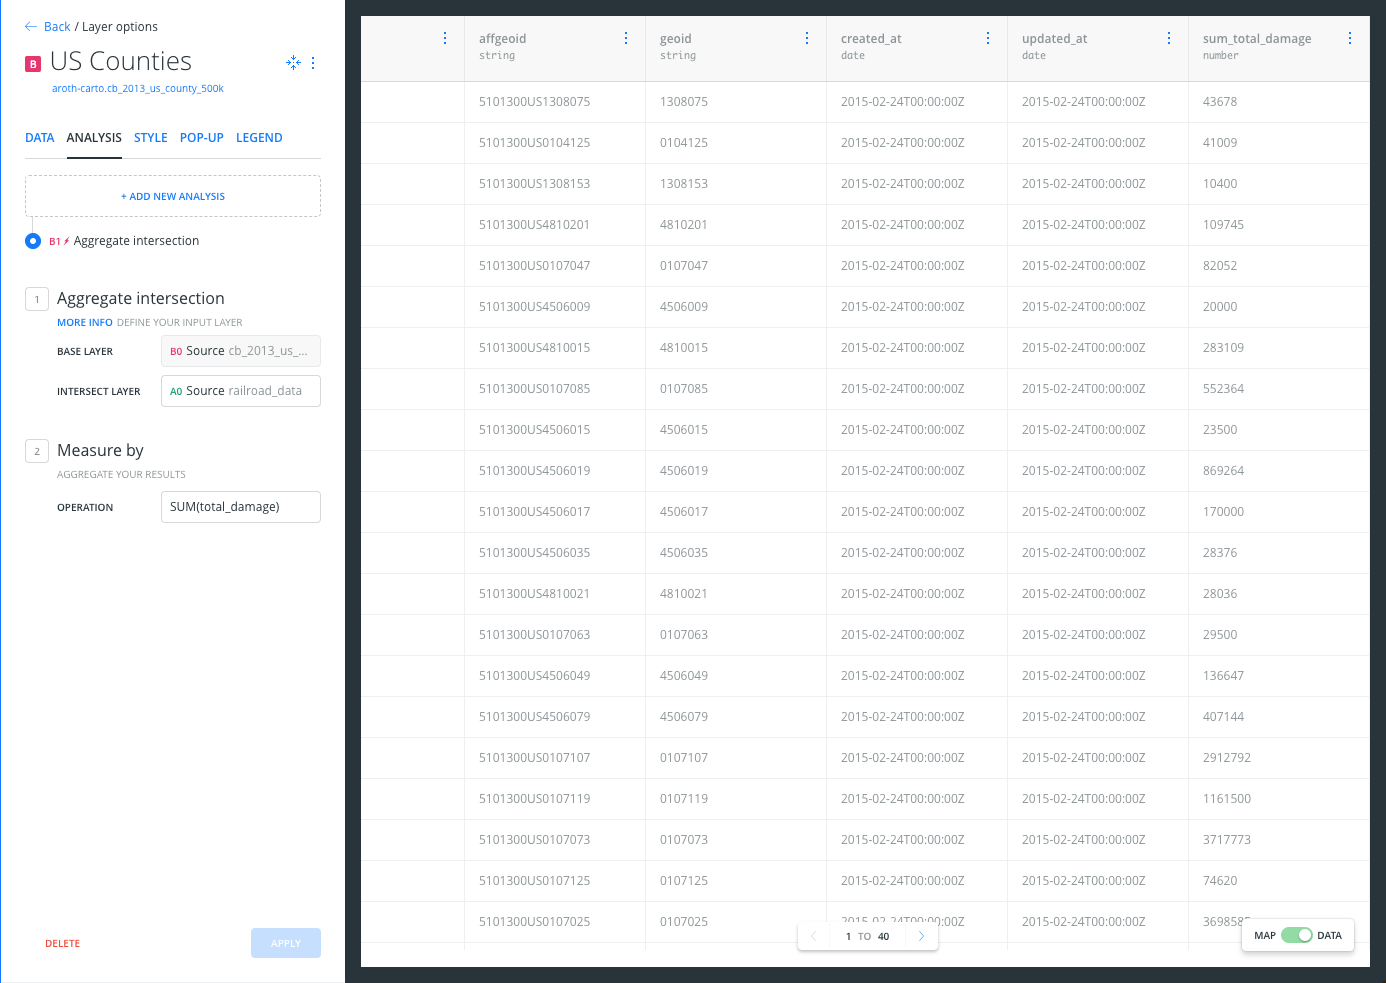 Back / Layer options
B US Counties
aroth-carto.cb_2013_us_county_500k
DATA ANALYSIS STYLE POP-UP LEGEND
+ ADD NEW ANALYSIS
B1 Aggregate intersection
1 Aggregate intersection
MORE INFO DEFINE YOUR INPUT LAYER
BASE LAYER B0 Source cb_2013_us_...
INTERSECT LAYER A0 Source railroad_data
2 Measure by
AGGREGATE YOUR RESULTS
OPERATION SUM(total_damage)
DELETE APPLY
affgeoid geoid created_at updated_at sum_total_damage
string string date date number
5101300US1308075 1308075 2015-02-24T00:00:00Z 2015-02-24T00:00:00Z 43678
5101300US0104125 0104125 2015-02-24T00:00:00Z 2015-02-24T00:00:00Z 41009
5101300US1308153 1308153 2015-02-24T00:00:00Z 2015-02-24T00:00:00Z 10400
5101300US4810201 4810201 2015-02-24T00:00:00Z 2015-02-24T00:00:00Z 109745
5101300US0107047 0107047 2015-02-24T00:00:00Z 2015-02-24T00:00:00Z 82052
5101300US4506009 4506009 2015-02-24T00:00:00Z 2015-02-24T00:00:00Z 20000
5101300US4810015 4810015 2015-02-24T00:00:00Z 2015-02-24T00:00:00Z 283109
5101300US0107085 0107085 2015-02-24T00:00:00Z 2015-02-24T00:00:00Z 552364
5101300US4506015 4506015 2015-02-24T00:00:00Z 2015-02-24T00:00:00Z 23500
5101300US4506019 4506019 2015-02-24T00:00:00Z 2015-02-24T00:00:00Z 869264
5101300US4506017 4506017 2015-02-24T00:00:00Z 2015-02-24T00:00:00Z 170000
5101300US4506035 4506035 2015-02-24T00:00:00Z 2015-02-24T00:00:00Z 28376
5101300US4810021 4810021 2015-02-24T00:00:00Z 2015-02-24T00:00:00Z 28036
5101300US0107063 0107063 2015-02-24T00:00:00Z 2015-02-24T00:00:00Z 29500
5101300US4506049 4506049 2015-02-24T00:00:00Z 2015-02-24T00:00:00Z 136647
5101300US4506079 4506079 2015-02-24T00:00:00Z 2015-02-24T00:00:00Z 407144
5101300US0107107 0107107 2015-02-24T00:00:00Z 2015-02-24T00:00:00Z 2912792
5101300US0107119 0107119 2015-02-24T00:00:00Z 2015-02-24T00:00:00Z 1161500
5101300US0107073 0107073 2015-02-24T00:00:00Z 2015-02-24T00:00:00Z 3717773
5101300US0107125 0107125 2015-02-24T00:00:00Z 2015-02-24T00:00:00Z 74620
5101300US0107025 0107025 2015-02-24T00:00:00Z 2015-02-24T00:00:00Z
1 TO 40
MAP DATA